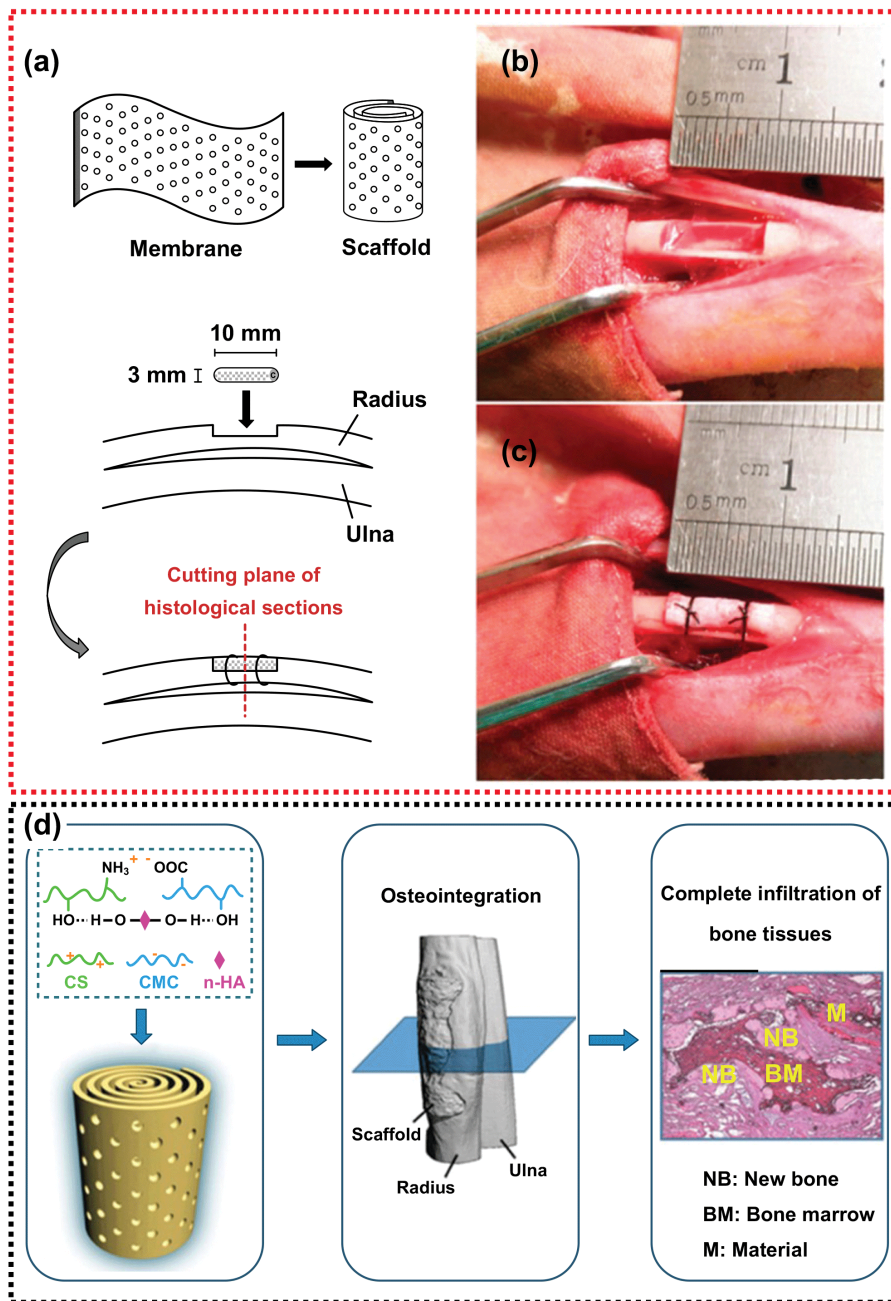 (a)
Membrane
Scaffold
10 mm
3 mm
C
Radius
Ulna
Cutting plane of
histological sections
(b)
mm
cm 1
0.5mm
(c)
mm
cm 1
0.5mm
(d)
NH3 + - OOC
HO···H–O–O–H···OH
+ + - -
CS CMC n-HA
Osteointegration
Scaffold
Radius
Ulna
Complete infiltration of
bone tissues
M
NB
NB BM
NB: New bone
BM: Bone marrow
M: Material